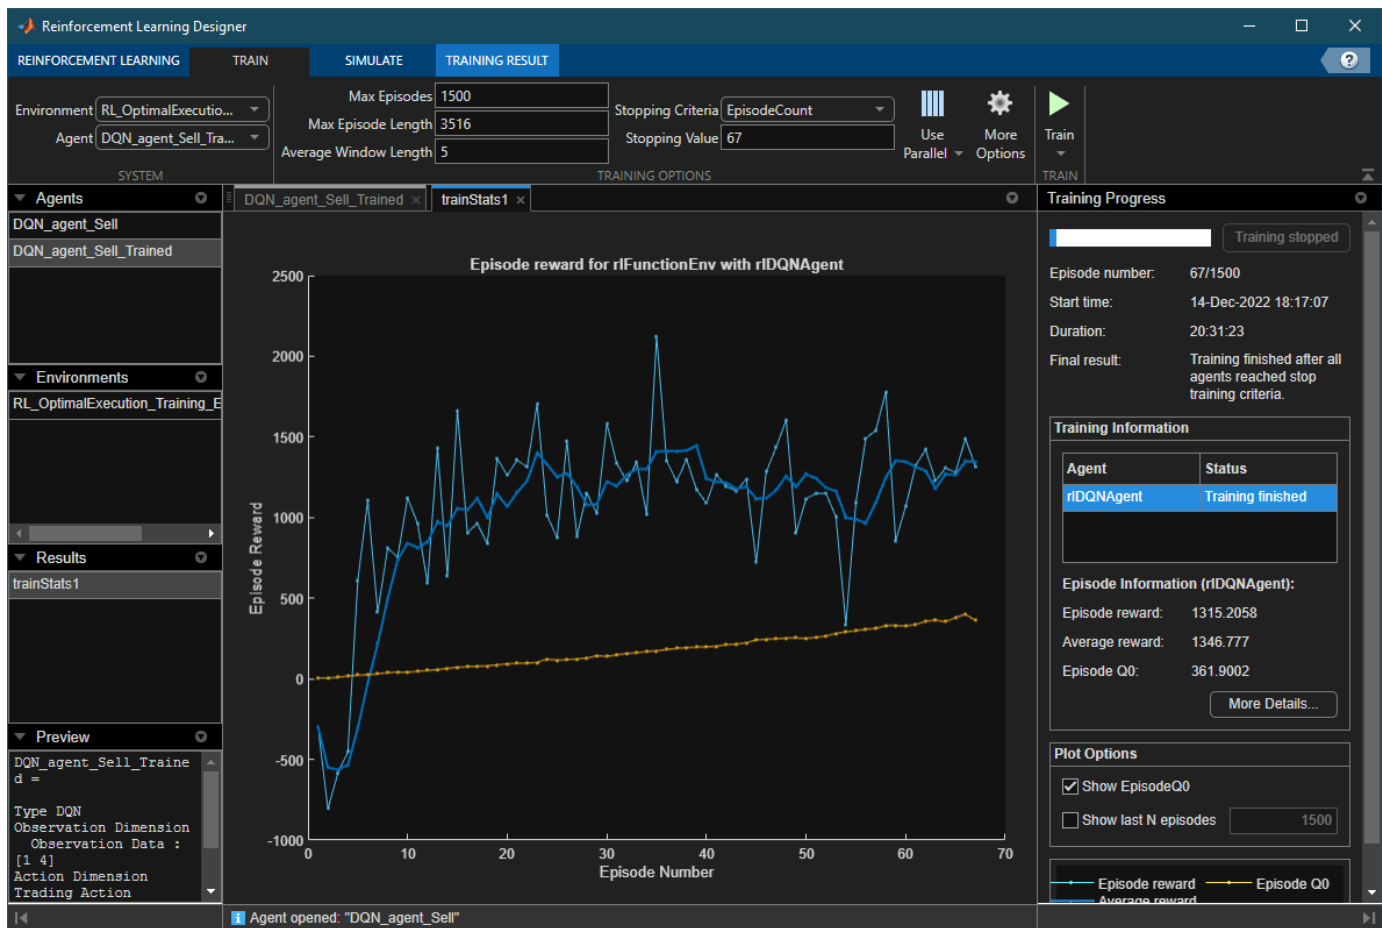 Reinforcement Learning Designer
REINFORCEMENT LEARNING
TRAIN
SIMULATE
TRAINING RESULT
?
Environment RL_OptimalExecutio...
Agent DQN_agent_Sell_Tra...
SYSTEM
Max Episodes 1500
Max Episode Length 3516
Average Window Length 5
Stopping Criteria EpisodeCount
Stopping Value 67
TRAINING OPTIONS
Use
Parallel
More
Options
Train
TRAIN
Agents
DQN_agent_Sell
DQN_agent_Sell_Trained
Environments
RL_OptimalExecution_Training_E
Results
trainStats1
Preview
DQN_agent_Sell_Traine
d =
Type DQN
Observation Dimension
Observation Data :
[1 4]
Action Dimension
Trading Action
DQN_agent_Sell_Trained
trainStats1
Episode reward for rlFunctionEnv with rlDQNAgent
2500
2000
1500
1000
500
0
-500
-1000
Episode Reward
0 10 20 30 40 50 60 70
Episode Number
Agent opened: "DQN_agent_Sell"
Training Progress
Training stopped
Episode number: 67/1500
Start time: 14-Dec-2022 18:17:07
Duration: 20:31:23
Final result: Training finished after all
agents reached stop
training criteria.
Training Information
Agent Status
rlDQNAgent Training finished
Episode Information (rlDQNAgent):
Episode reward: 1315.2058
Average reward: 1346.777
Episode Q0: 361.9002
More Details...
Plot Options
Show EpisodeQ0
Show last N episodes 1500
Episode reward Episode Q0
Average reward